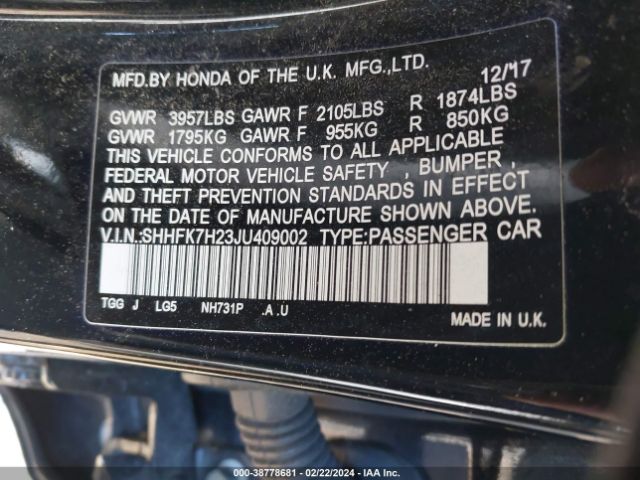 MFD.BY HONDA OF THE U.K. MFG.,LTD. 12/17
GVWR 3957LBS GAWR F 2105LBS R 1874LBS
GVWR 1795KG GAWR F 955KG R 850KG
THIS VEHICLE CONFORMS TO ALL APPLICABLE
FEDERAL MOTOR VEHICLE SAFETY , BUMPER ,
AND THEFT PREVENTION STANDARDS IN EFFECT
ON THE DATE OF MANUFACTURE SHOWN ABOVE.
V.I.N.:SHHFK7H23JU409002 TYPE:PASSENGER CAR
TGG J LG5 NH731P .A .U
MADE IN U.K.
000-38778681 - 02/22/2024 - IAA Inc.